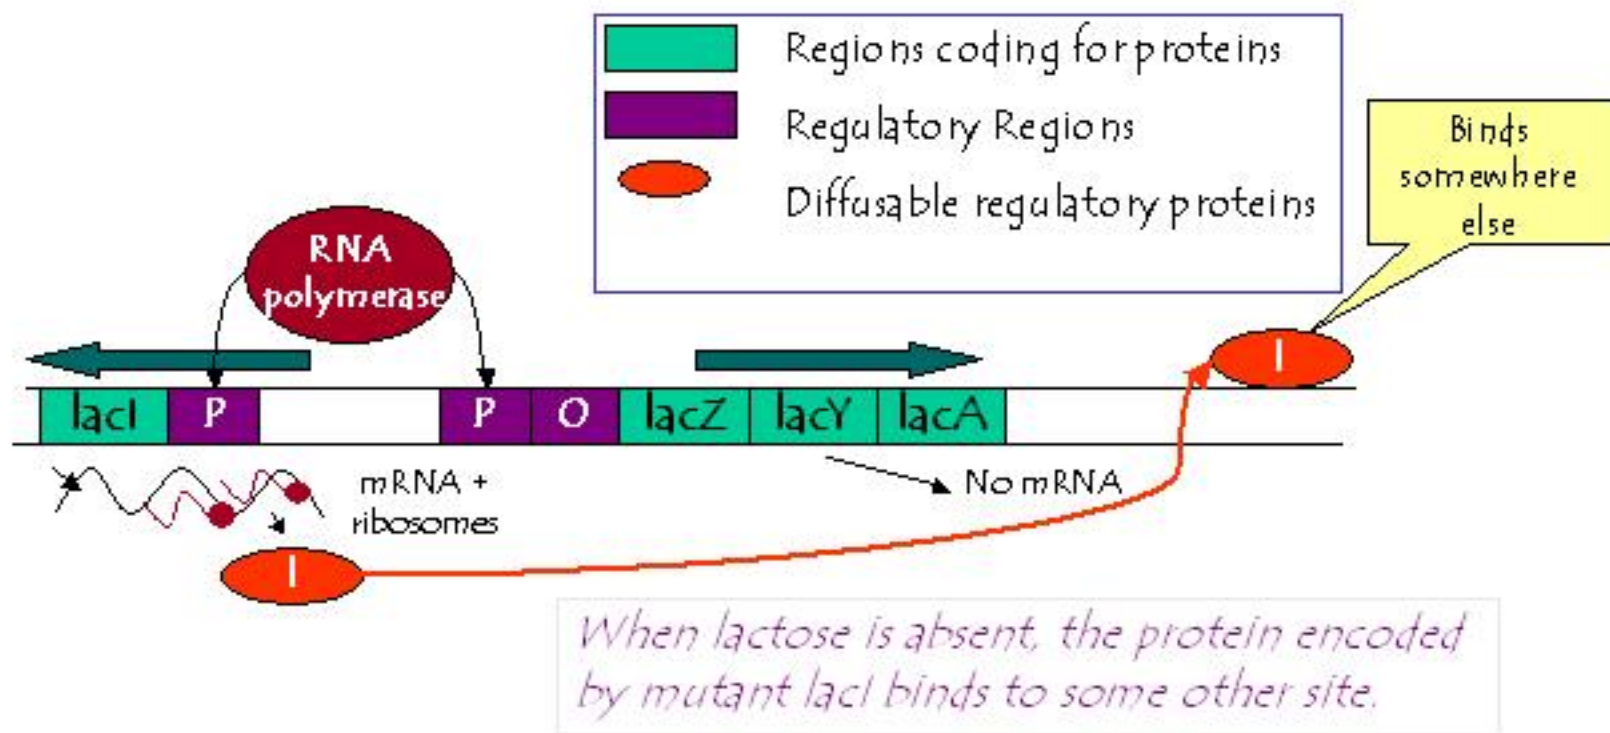 Regions coding for proteins
Regulatory Regions
Diffusable regulatory proteins
Binds
somewhere
else
RNA
polymerase
I
lacI
P
P
O
lacZ
lacY
lacA
mRNA +
ribosomes
No mRNA
I
When lactose is absent, the protein encoded
by mutant lacI binds to some other site.